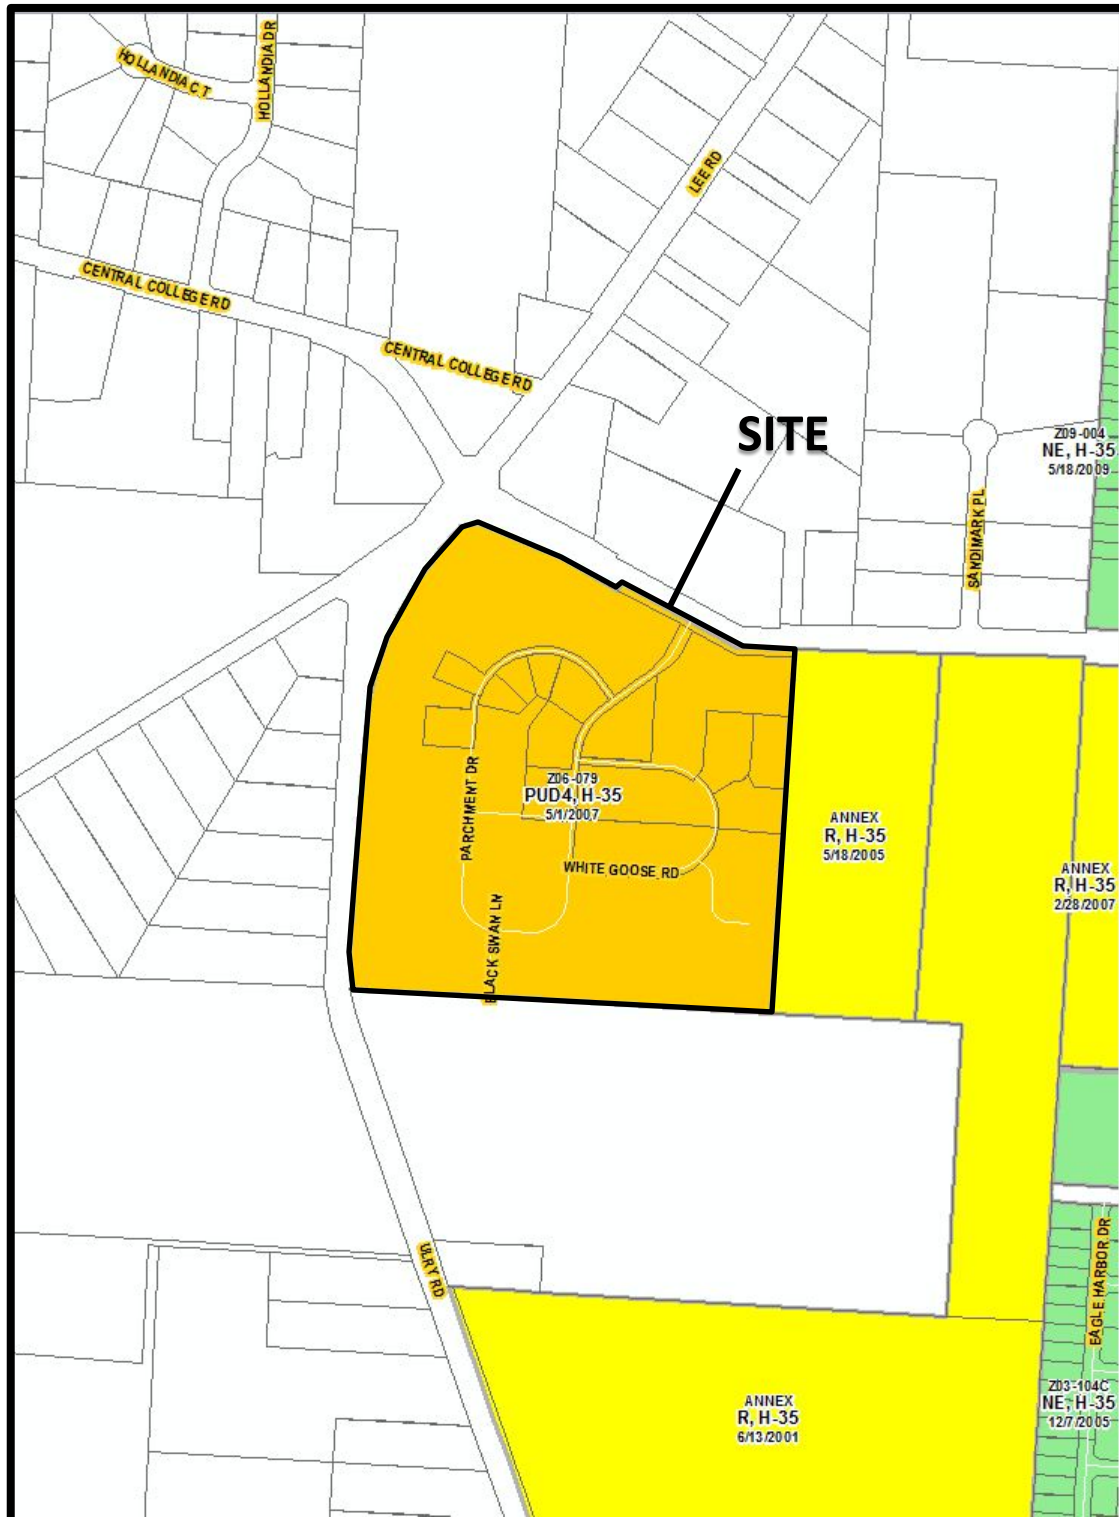 HOLLANDIA CT
HOLLANDIA DR
LEE RD
CENTRAL COLLEGE RD
CENTRAL COLLEGE RD
SITE
Z09-004
NE, H-35
5/18/2009
SANDIMARK PL
PARCHMENT DR
Z06-079
PUD4, H-35
5/1/2007
WHITE GOOSE RD
BLACK SWAN LN
ANNEX
R, H-35
5/18/2005
ANNEX
R, H-35
2/28/2007
ULRY RD
EAGLE HARBOR DR
ANNEX
R, H-35
6/13/2001
Z03-104C
NE, H-35
12/7/2005